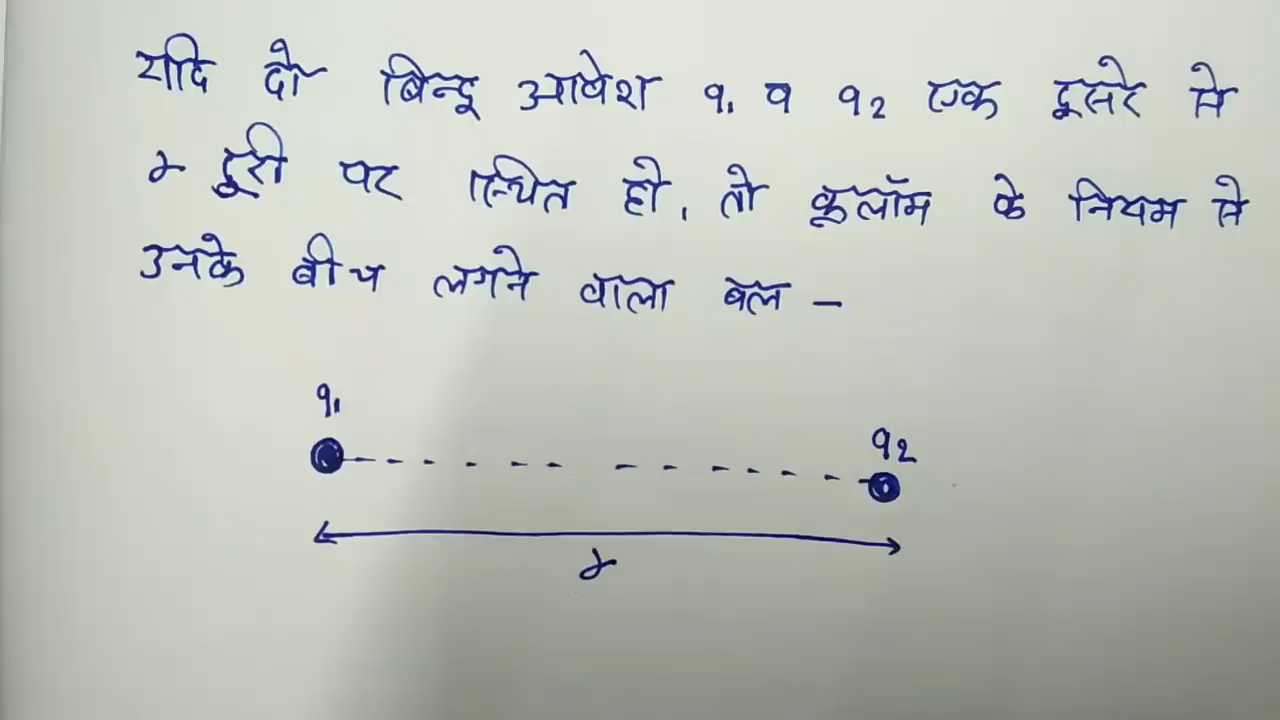 यदि दो बिन्दू आवेश q₁ व q₂ एक दूसरे से
r दूरी पर स्थित हो, तो कूलॉम के नियम से
उनके बीच लगने वाला बल –
q₁
q₂
r